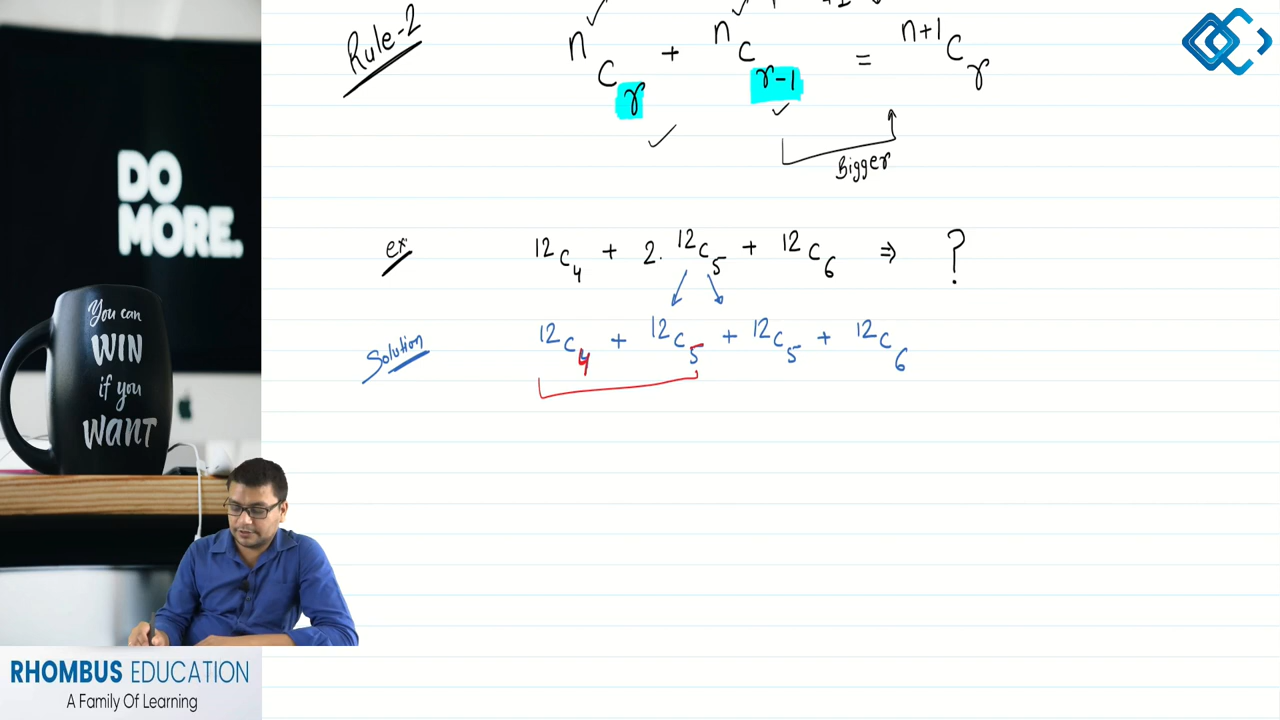 Rule-2
ⁿCᵣ + ⁿCᵣ₋₁ = ⁿ⁺¹Cᵣ
Bigger
DO
MORE.
ex
¹²C₄ + 2. ¹²C₅ + ¹²C₆ ⇒ ?
You can
WIN
if you
WANT
Solution
¹²C₄ + ¹²C₅ + ¹²C₅ + ¹²C₆
RHOMBUS EDUCATION
A Family Of Learning